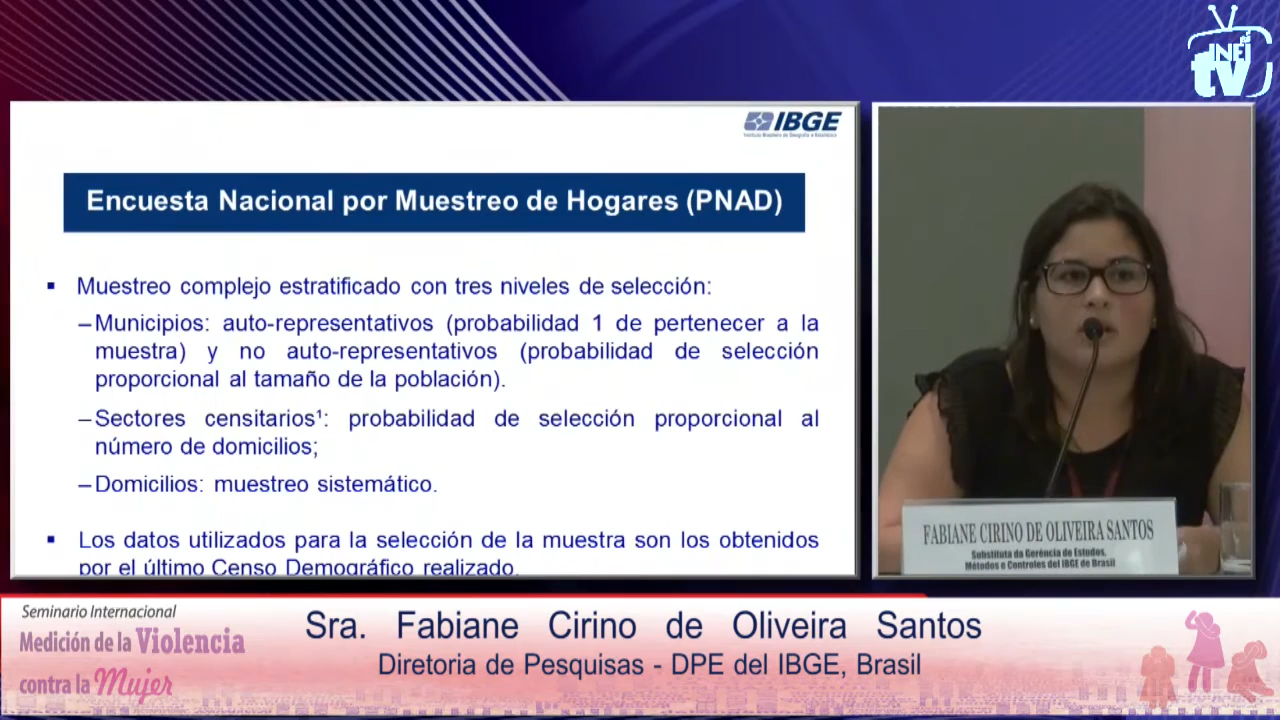 INEI
tv
IBGE
Instituto Brasileiro de Geografia e Estatística
Encuesta Nacional por Muestreo de Hogares (PNAD)
▪ Muestreo complejo estratificado con tres niveles de selección:
–Municipios: auto-representativos (probabilidad 1 de pertenecer a la
muestra) y no auto-representativos (probabilidad de selección
proporcional al tamaño de la población).
–Sectores censitarios¹: probabilidad de selección proporcional al
número de domicilios;
–Domicilios: muestreo sistemático.
▪ Los datos utilizados para la selección de la muestra son los obtenidos
por el último Censo Demográfico realizado.
FABIANE CIRINO DE OLIVEIRA SANTOS
Substituta da Gerência de Estudos,
Métodos e Controles del IBGE de Brasil
Seminario Internacional
Medición de la Violencia
contra la Mujer
Sra. Fabiane Cirino de Oliveira Santos
Diretoria de Pesquisas - DPE del IBGE, Brasil